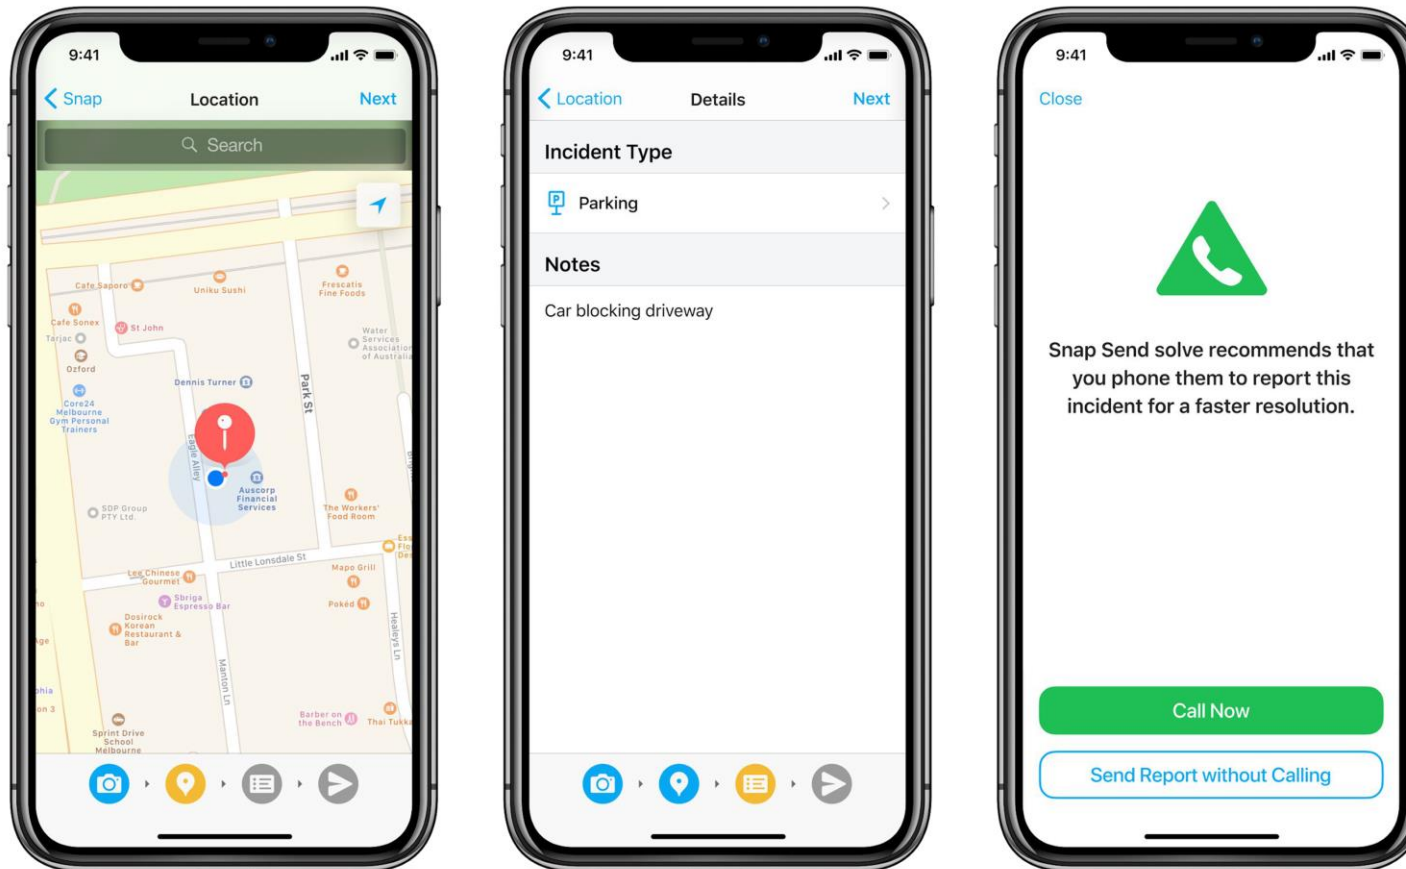 9:41
Snap
Location
Next
Search
Cafe Saporo
Uniku Sushi
Frescatis
Fine Foods
Cafe Sonex
St John
Tarjac
Water
Services
Association
of Australia
Ozford
Dennis Turner
Core24
Melbourne
Gym Personal
Trainers
Park St
Eagle Alley
Auscorp
Financial
Services
SDP Group
PTY Ltd.
The Workers'
Food Room
Little Lonsdale St
Lee Chinese
Gourmet
Mapo Grill
Sbriga
Espresso Bar
Pokéd
Dosirock
Korean
Restaurant &
Bar
Healeys Ln
Manton Ln
Barber on
the Bench
Thai Tukka
Sprint Drive
School
Melbourne
9:41
Location
Details
Next
Incident Type
P
Parking
Notes
Car blocking driveway
9:41
Close
Snap Send solve recommends that
you phone them to report this
incident for a faster resolution.
Call Now
Send Report without Calling